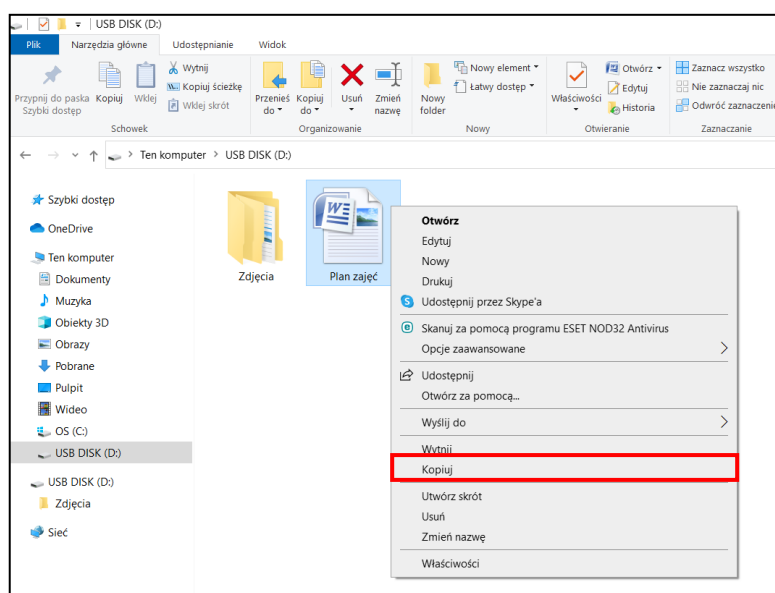 USB DISK (D:)
Plik Narzędzia główne Udostępnianie Widok
Przypnij do paska Szybki dostęp
Kopiuj
Wklej
Wytnij
Kopiuj ścieżkę
Wklej skrót
Schowek
Przenieś do
Kopiuj do
Usuń
Zmień nazwę
Organizowanie
Nowy folder
Nowy element
Łatwy dostęp
Nowy
Właściwości
Otwórz
Edytuj
Historia
Otwieranie
Zaznacz wszystko
Nie zaznaczaj nic
Odwróć zaznaczenie
Zaznaczanie
Ten komputer > USB DISK (D:)
Szybki dostęp
OneDrive
Ten komputer
Dokumenty
Muzyka
Obiekty 3D
Obrazy
Pobrane
Pulpit
Wideo
OS (C:)
USB DISK (D:)
USB DISK (D:)
Zdjęcia
Sieć
Zdjęcia
Plan zajęć
Otwórz
Edytuj
Nowy
Drukuj
Udostępnij przez Skype'a
Skanuj za pomocą programu ESET NOD32 Antivirus
Opcje zaawansowane
Udostępnij
Otwórz za pomocą...
Wyślij do
Wytnij
Kopiuj
Utwórz skrót
Usuń
Zmień nazwę
Właściwości